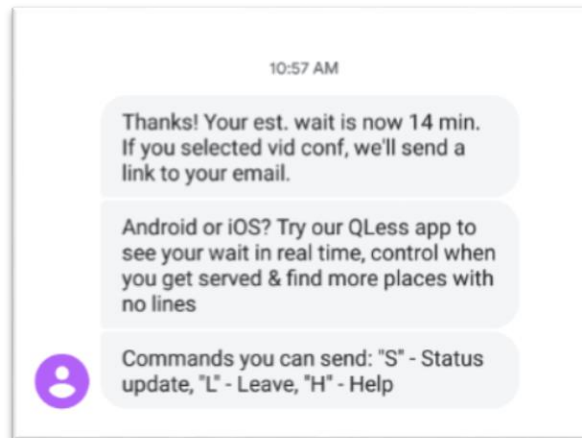 10:57 AM
Thanks! Your est. wait is now 14 min.
If you selected vid conf, we'll send a
link to your email.
Android or iOS? Try our QLess app to
see your wait in real time, control when
you get served & find more places with
no lines
Commands you can send: "S" - Status
update, "L" - Leave, "H" - Help